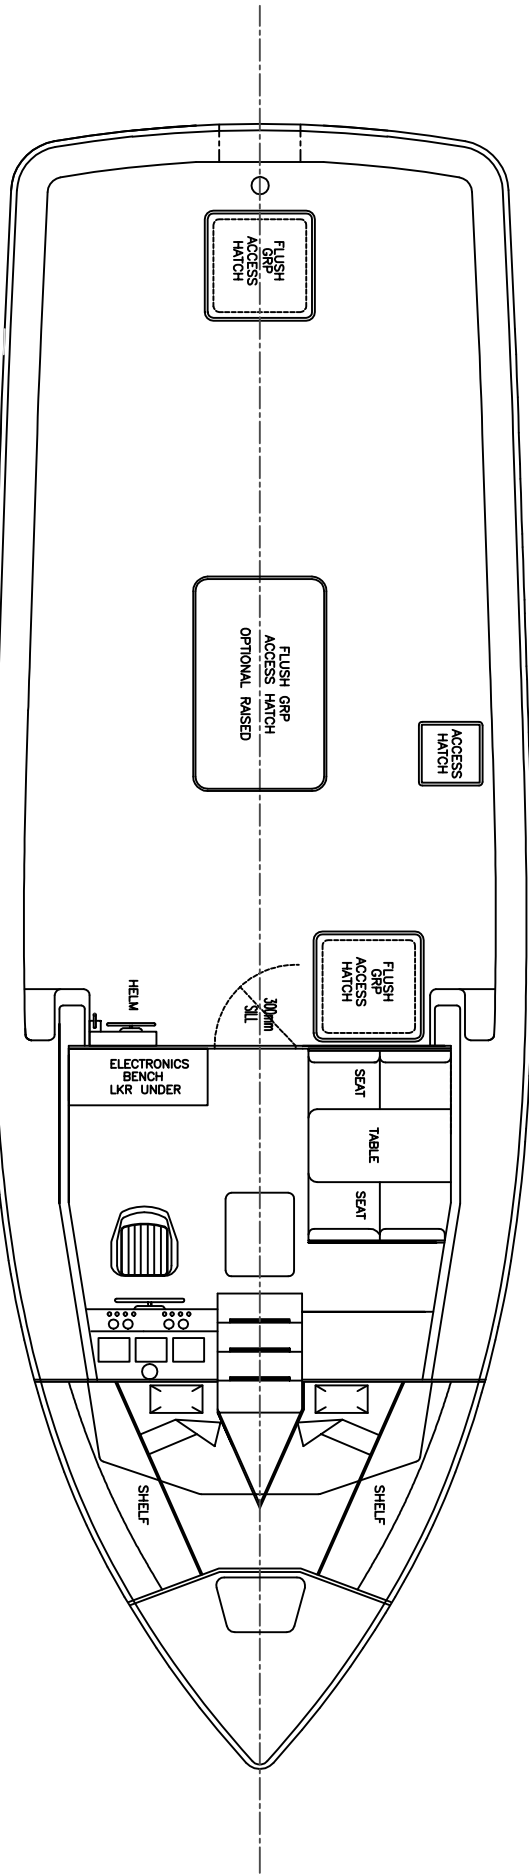 FLUSH
GRP
ACCESS
HATCH
FLUSH GRP
ACCESS HATCH
OPTIONAL RAISED
ACCESS
HATCH
FLUSH
GRP
ACCESS
HATCH
HELM
300mm
SILL
ELECTRONICS
BENCH
LKR UNDER
SEAT
TABLE
SEAT
SHELF
SHELF